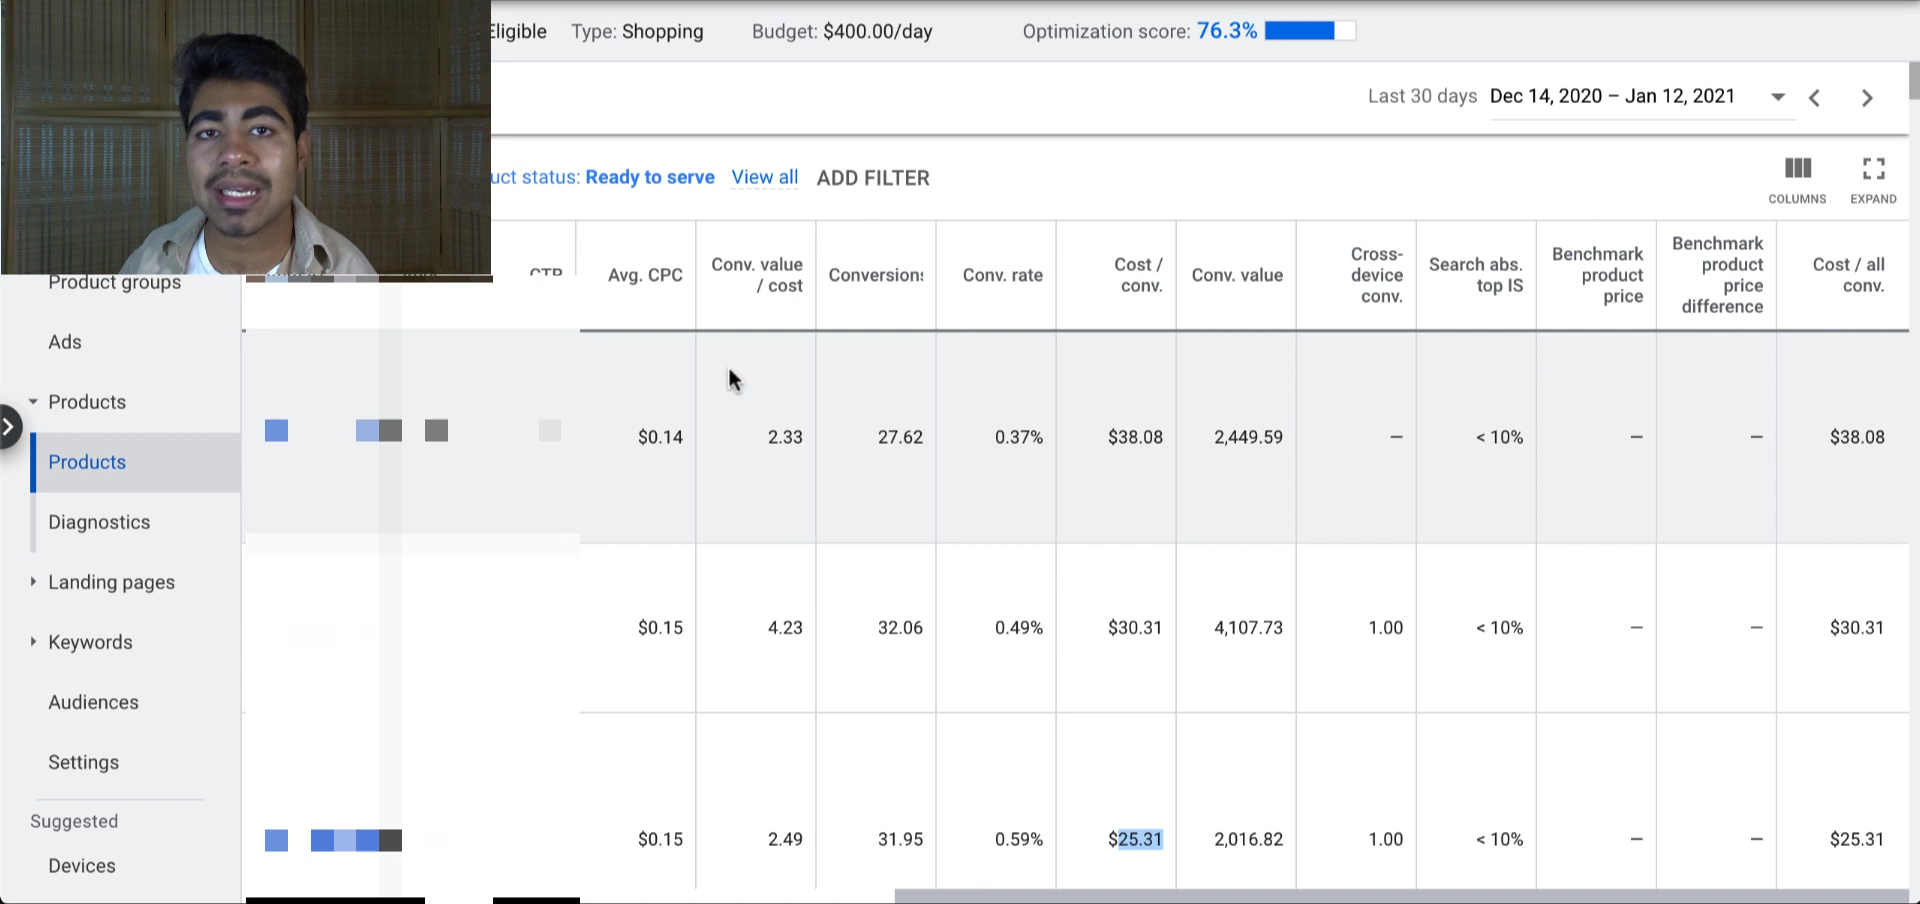 Eligible Type: Shopping Budget: $400.00/day Optimization score: 76.3%
Last 30 days Dec 14, 2020 – Jan 12, 2021
uct status: Ready to serve View all ADD FILTER
COLUMNS EXPAND
CTR Avg. CPC Conv. value / cost Conversions Conv. rate Cost / conv. Conv. value Cross-device conv. Search abs. top IS Benchmark product price Benchmark product price difference Cost / all conv.
Product groups
Ads
Products
Products
Diagnostics
Landing pages
Keywords
Audiences
Settings
Suggested
Devices
$0.14 2.33 27.62 0.37% $38.08 2,449.59 — < 10% — — $38.08
$0.15 4.23 32.06 0.49% $30.31 4,107.73 1.00 < 10% — — $30.31
$0.15 2.49 31.95 0.59% $25.31 2,016.82 1.00 < 10% — — $25.31